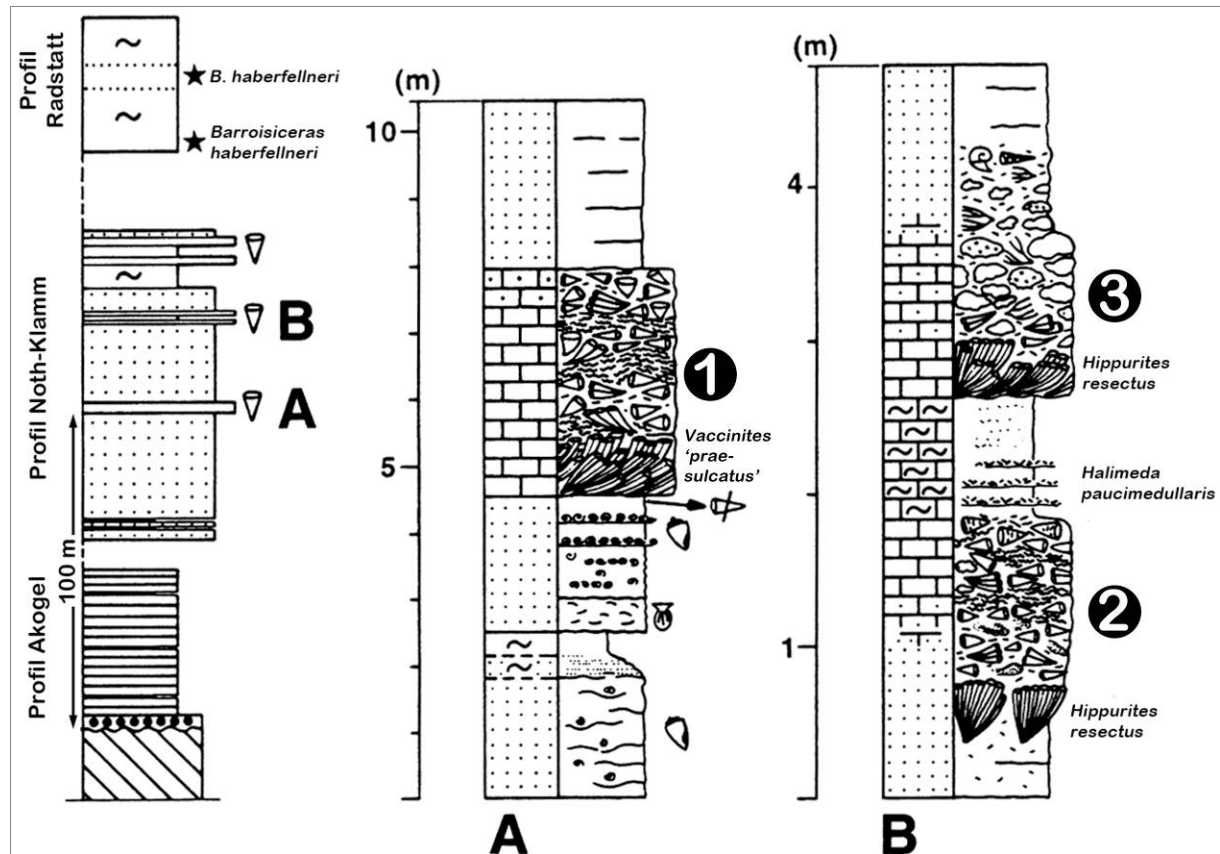 Profil Radstatt
B. haberfellneri
Barroisiceras
haberfellneri
Profil Noth-Klamm
B
A
100 m
Profil Akogel
(m)
10
5
1
Vaccinites
'prae-
sulcatus'
A
(m)
4
1
3
Hippurites
resectus
Halimeda
paucimedullaris
2
Hippurites
resectus
B